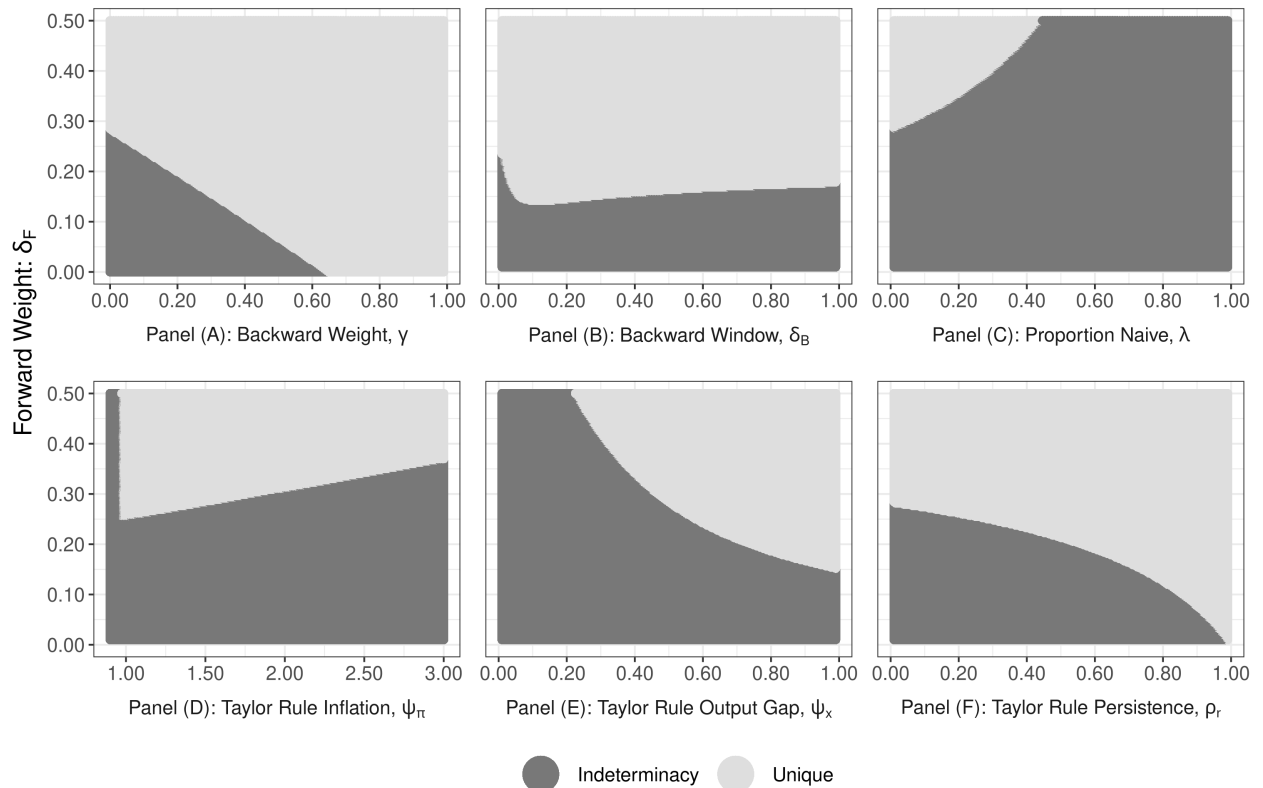 Forward Weight: δF
0.50
0.40
0.30
0.20
0.10
0.00
0.00 0.20 0.40 0.60 0.80 1.00
0.00 0.20 0.40 0.60 0.80 1.00
0.00 0.20 0.40 0.60 0.80 1.00
Panel (A): Backward Weight, γ
Panel (B): Backward Window, δB
Panel (C): Proportion Naive, λ
0.50
0.40
0.30
0.20
0.10
0.00
1.00 1.50 2.00 2.50 3.00
0.00 0.20 0.40 0.60 0.80 1.00
0.00 0.20 0.40 0.60 0.80 1.00
Panel (D): Taylor Rule Inflation, ψπ
Panel (E): Taylor Rule Output Gap, ψx
Panel (F): Taylor Rule Persistence, ρr
Indeterminacy Unique